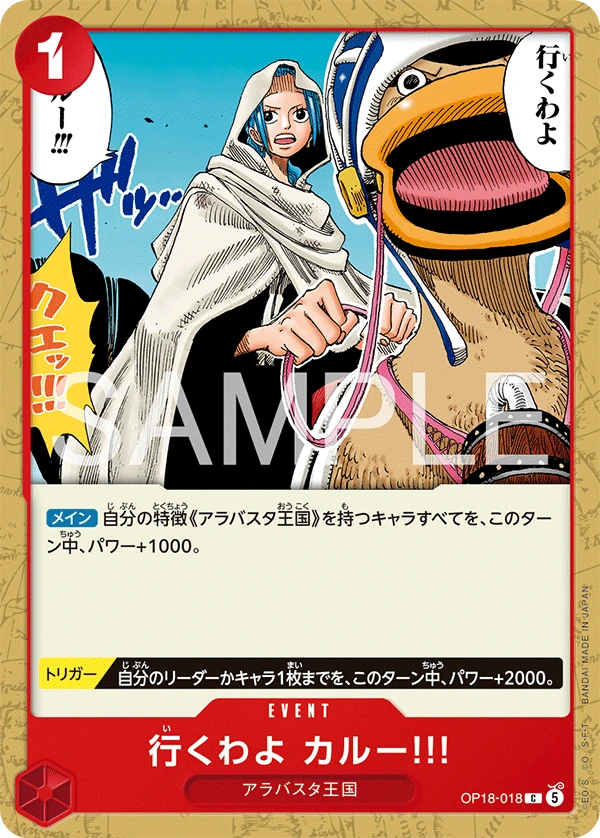 1
行くわよ
ルー!!!
クエッ!!!
SAMPLE
メイン 自分の特徴《アラバスタ王国》を持つキャラすべてを、このター
ン中、パワー+1000。
トリガー 自分のリーダーかキャラ1枚までを、このターン中、パワー+2000。
EVENT
行くわよ カルー!!!
アラバスタ王国
OP18-018 C 5
©E.O. S. ©O. S.-F.T. BANDAI MADE IN JAPAN